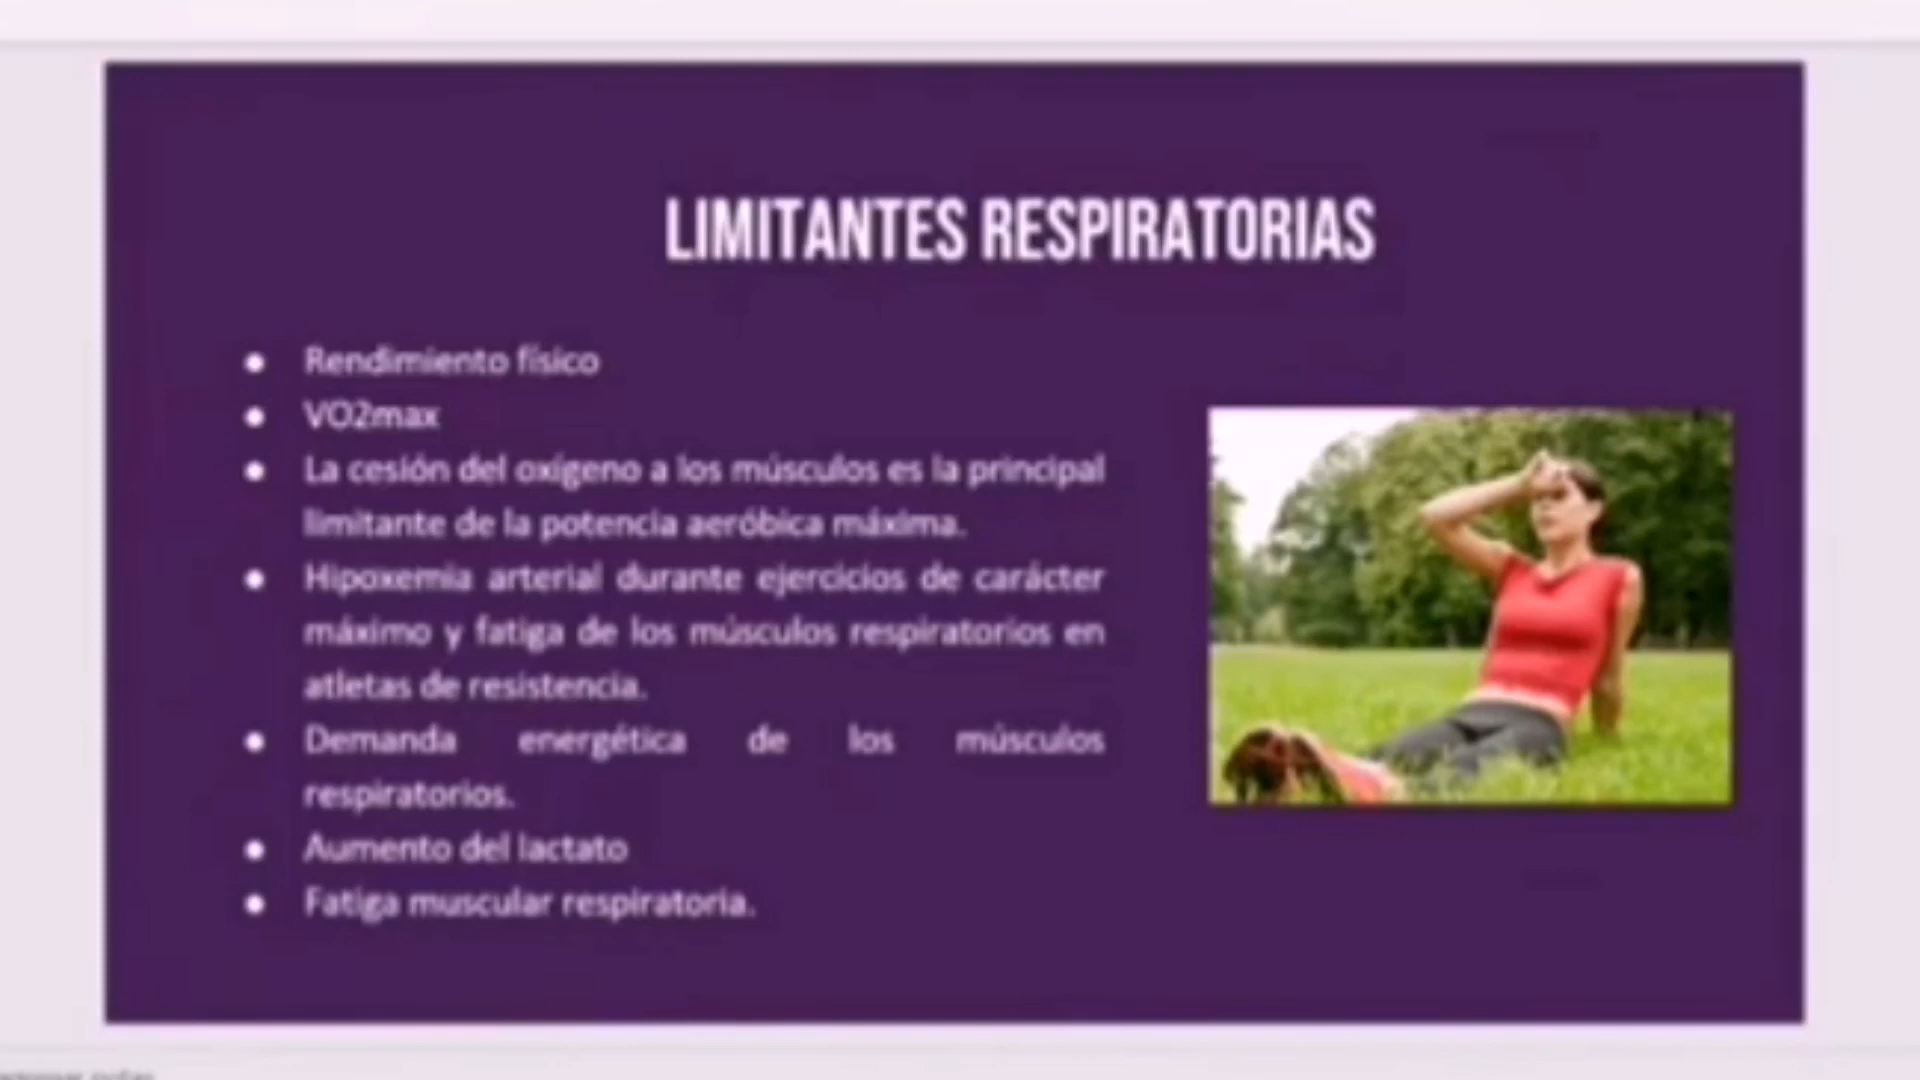 LIMITANTES RESPIRATORIAS
● Rendimiento físico
● VO2max
● La cesión del oxígeno a los músculos es la principal
limitante de la potencia aeróbica máxima.
● Hipoxemia arterial durante ejercicios de carácter
máximo y fatiga de los músculos respiratorios en
atletas de resistencia.
● Demanda energética de los músculos
respiratorios.
● Aumento del lactato
● Fatiga muscular respiratoria.